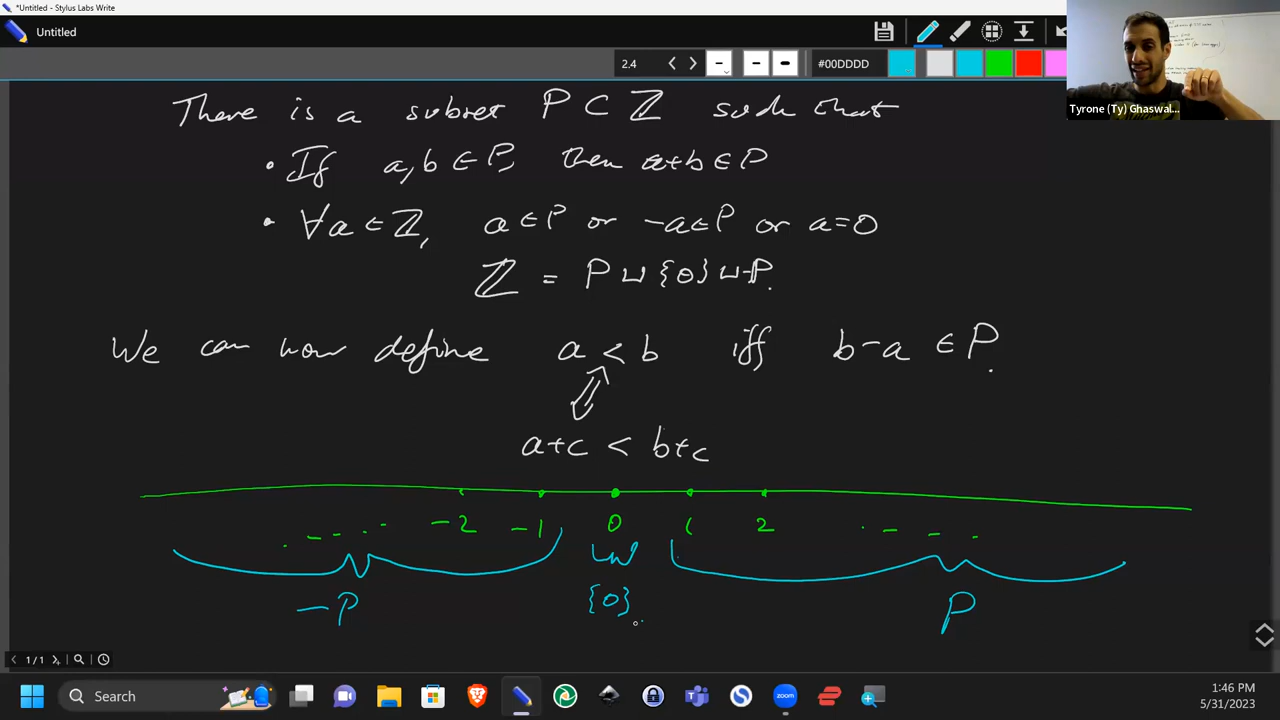 *Untitled - Stylus Labs Write
Untitled
2.4
#00DDDD
Tyrone (Ty) Ghaswal...
There is a subset P ⊂ ℤ such that
• If a,b ∈ P, then a+b ∈ P
• ∀a ∈ ℤ, a ∈ P or -a ∈ P or a=0
ℤ = P ⊔ {0} ⊔ -P.
We can now define a < b iff b-a ∈ P.
⇕
a+c < b+c
-2 -1 0 1 2
-P {0} P
1/1
Search
zoom
1:46 PM
5/31/2023